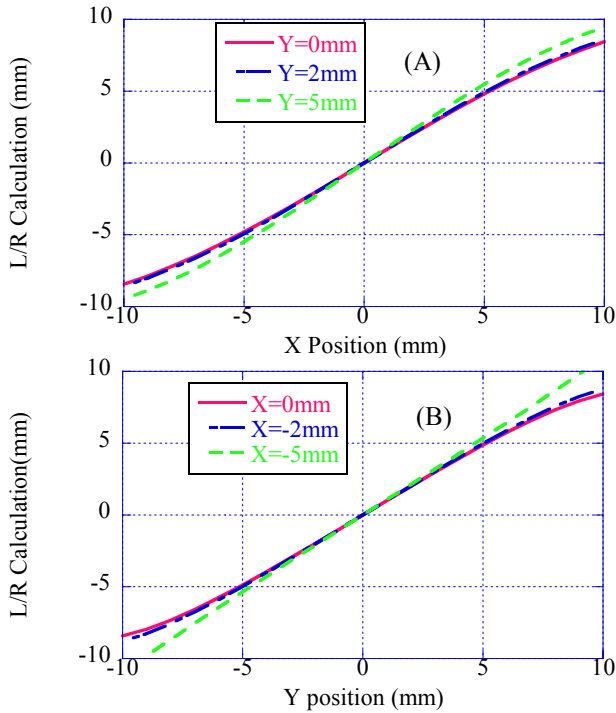 Y=0mm
Y=2mm
Y=5mm
(A)
L/R Calculation (mm)
10
5
0
-5
-10
-10 -5 0 5 10
X Position (mm)
X=0mm
X=-2mm
X=-5mm
(B)
L/R Calculation(mm)
10
5
0
-5
-10
-10 -5 0 5 10
Y position (mm)